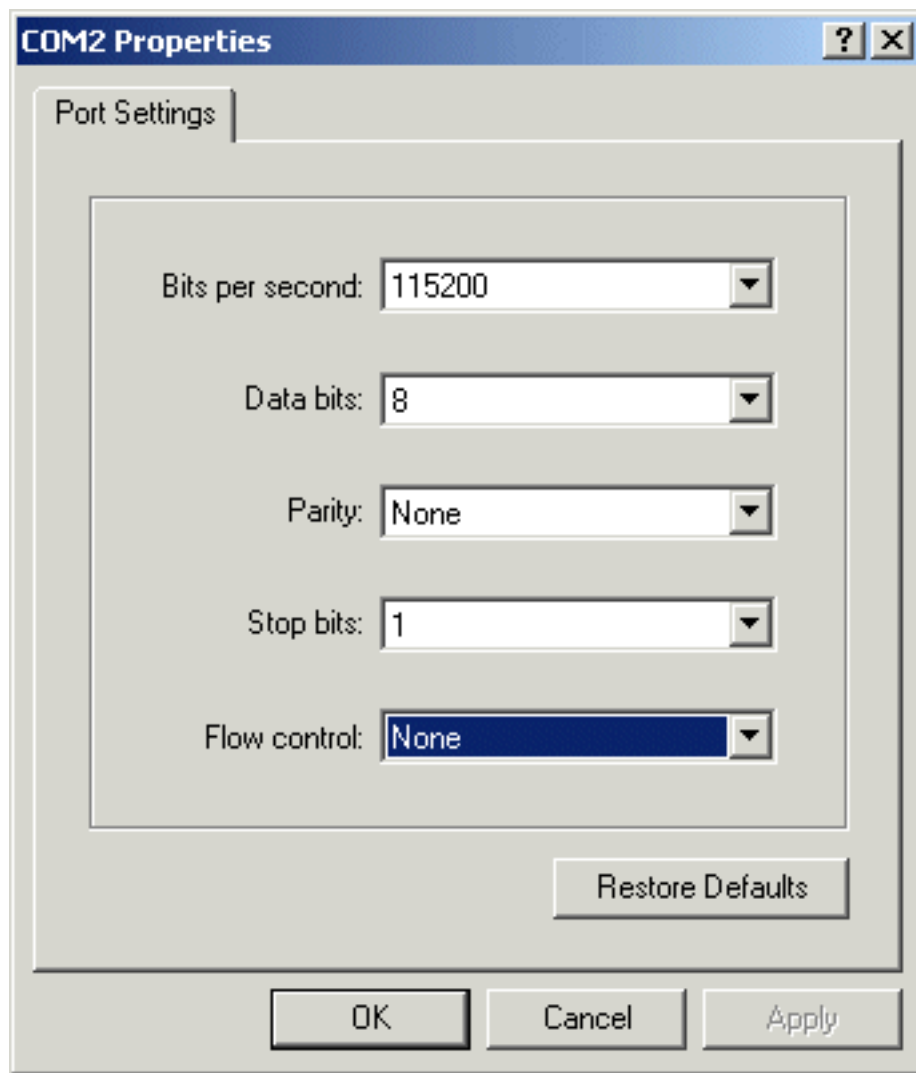 COM2 Properties
Port Settings
Bits per second: 115200
Data bits: 8
Parity: None
Stop bits: 1
Flow control: None
Restore Defaults
OK Cancel Apply